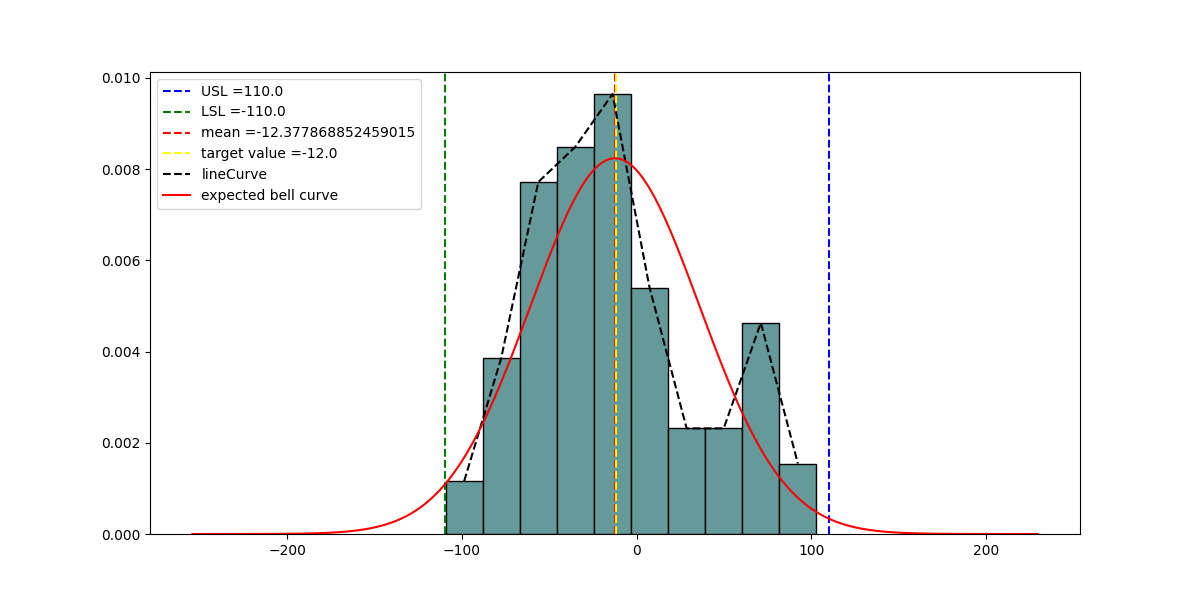 USL =110.0
LSL =-110.0
mean =-12.377868852459015
target value =-12.0
lineCurve
expected bell curve
0.010
0.008
0.006
0.004
0.002
0.000
−200 −100 0 100 200